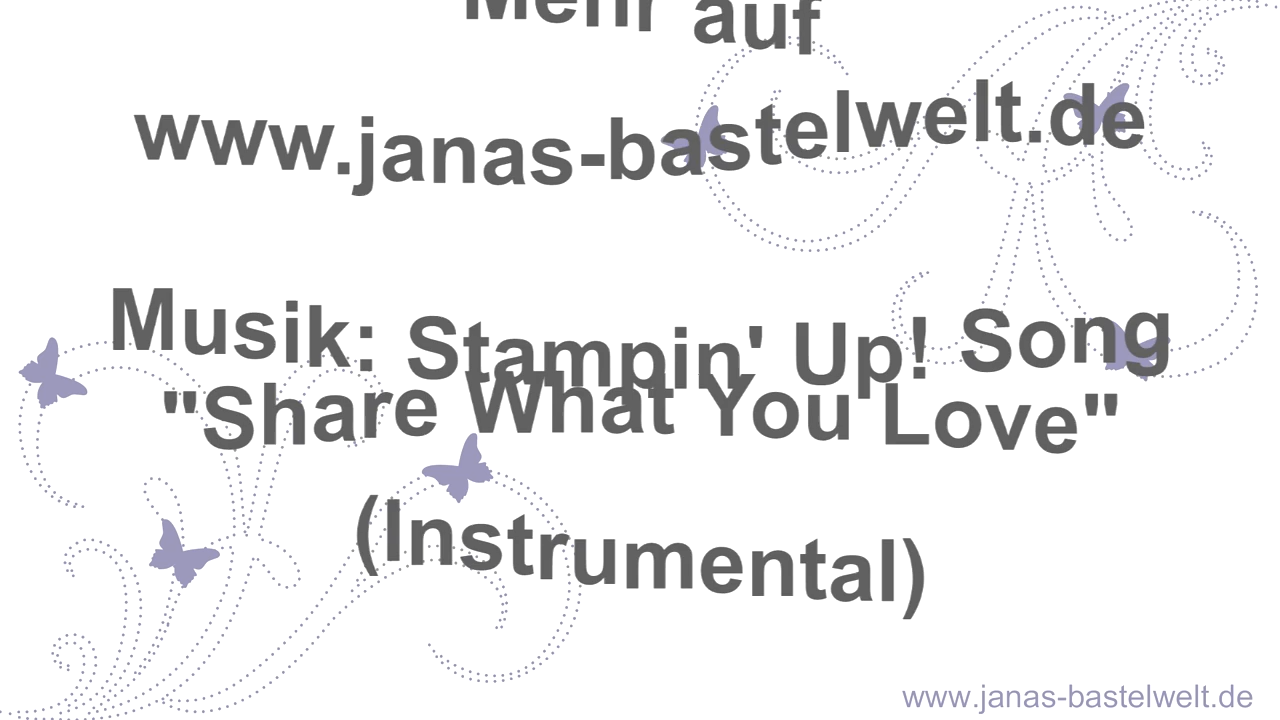 Mehr auf
www.janas-bastelwelt.de
Musik: Stampin' Up! Song
"Share What You Love"
(Instrumental)
www.janas-bastelwelt.de